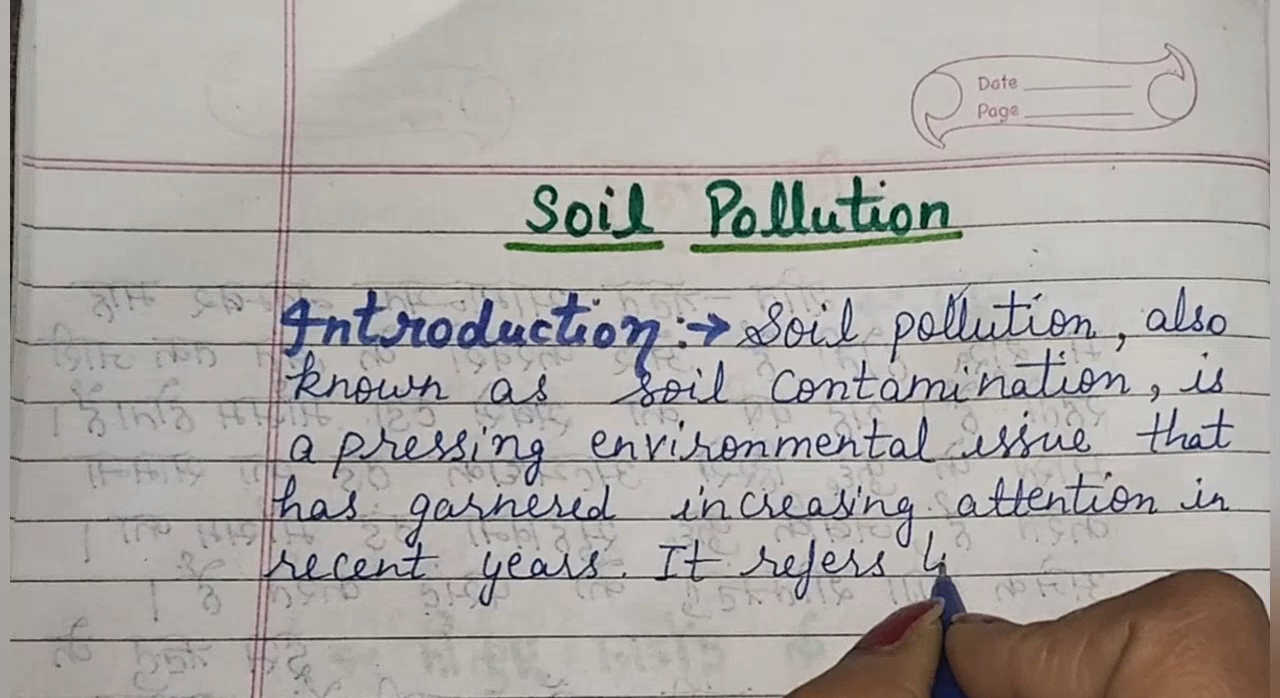 Date
Page
Soil Pollution
Introduction :→ Soil pollution, also
known as soil contamination, is
a pressing environmental issue that
has garnered increasing attention in
recent years. It refers